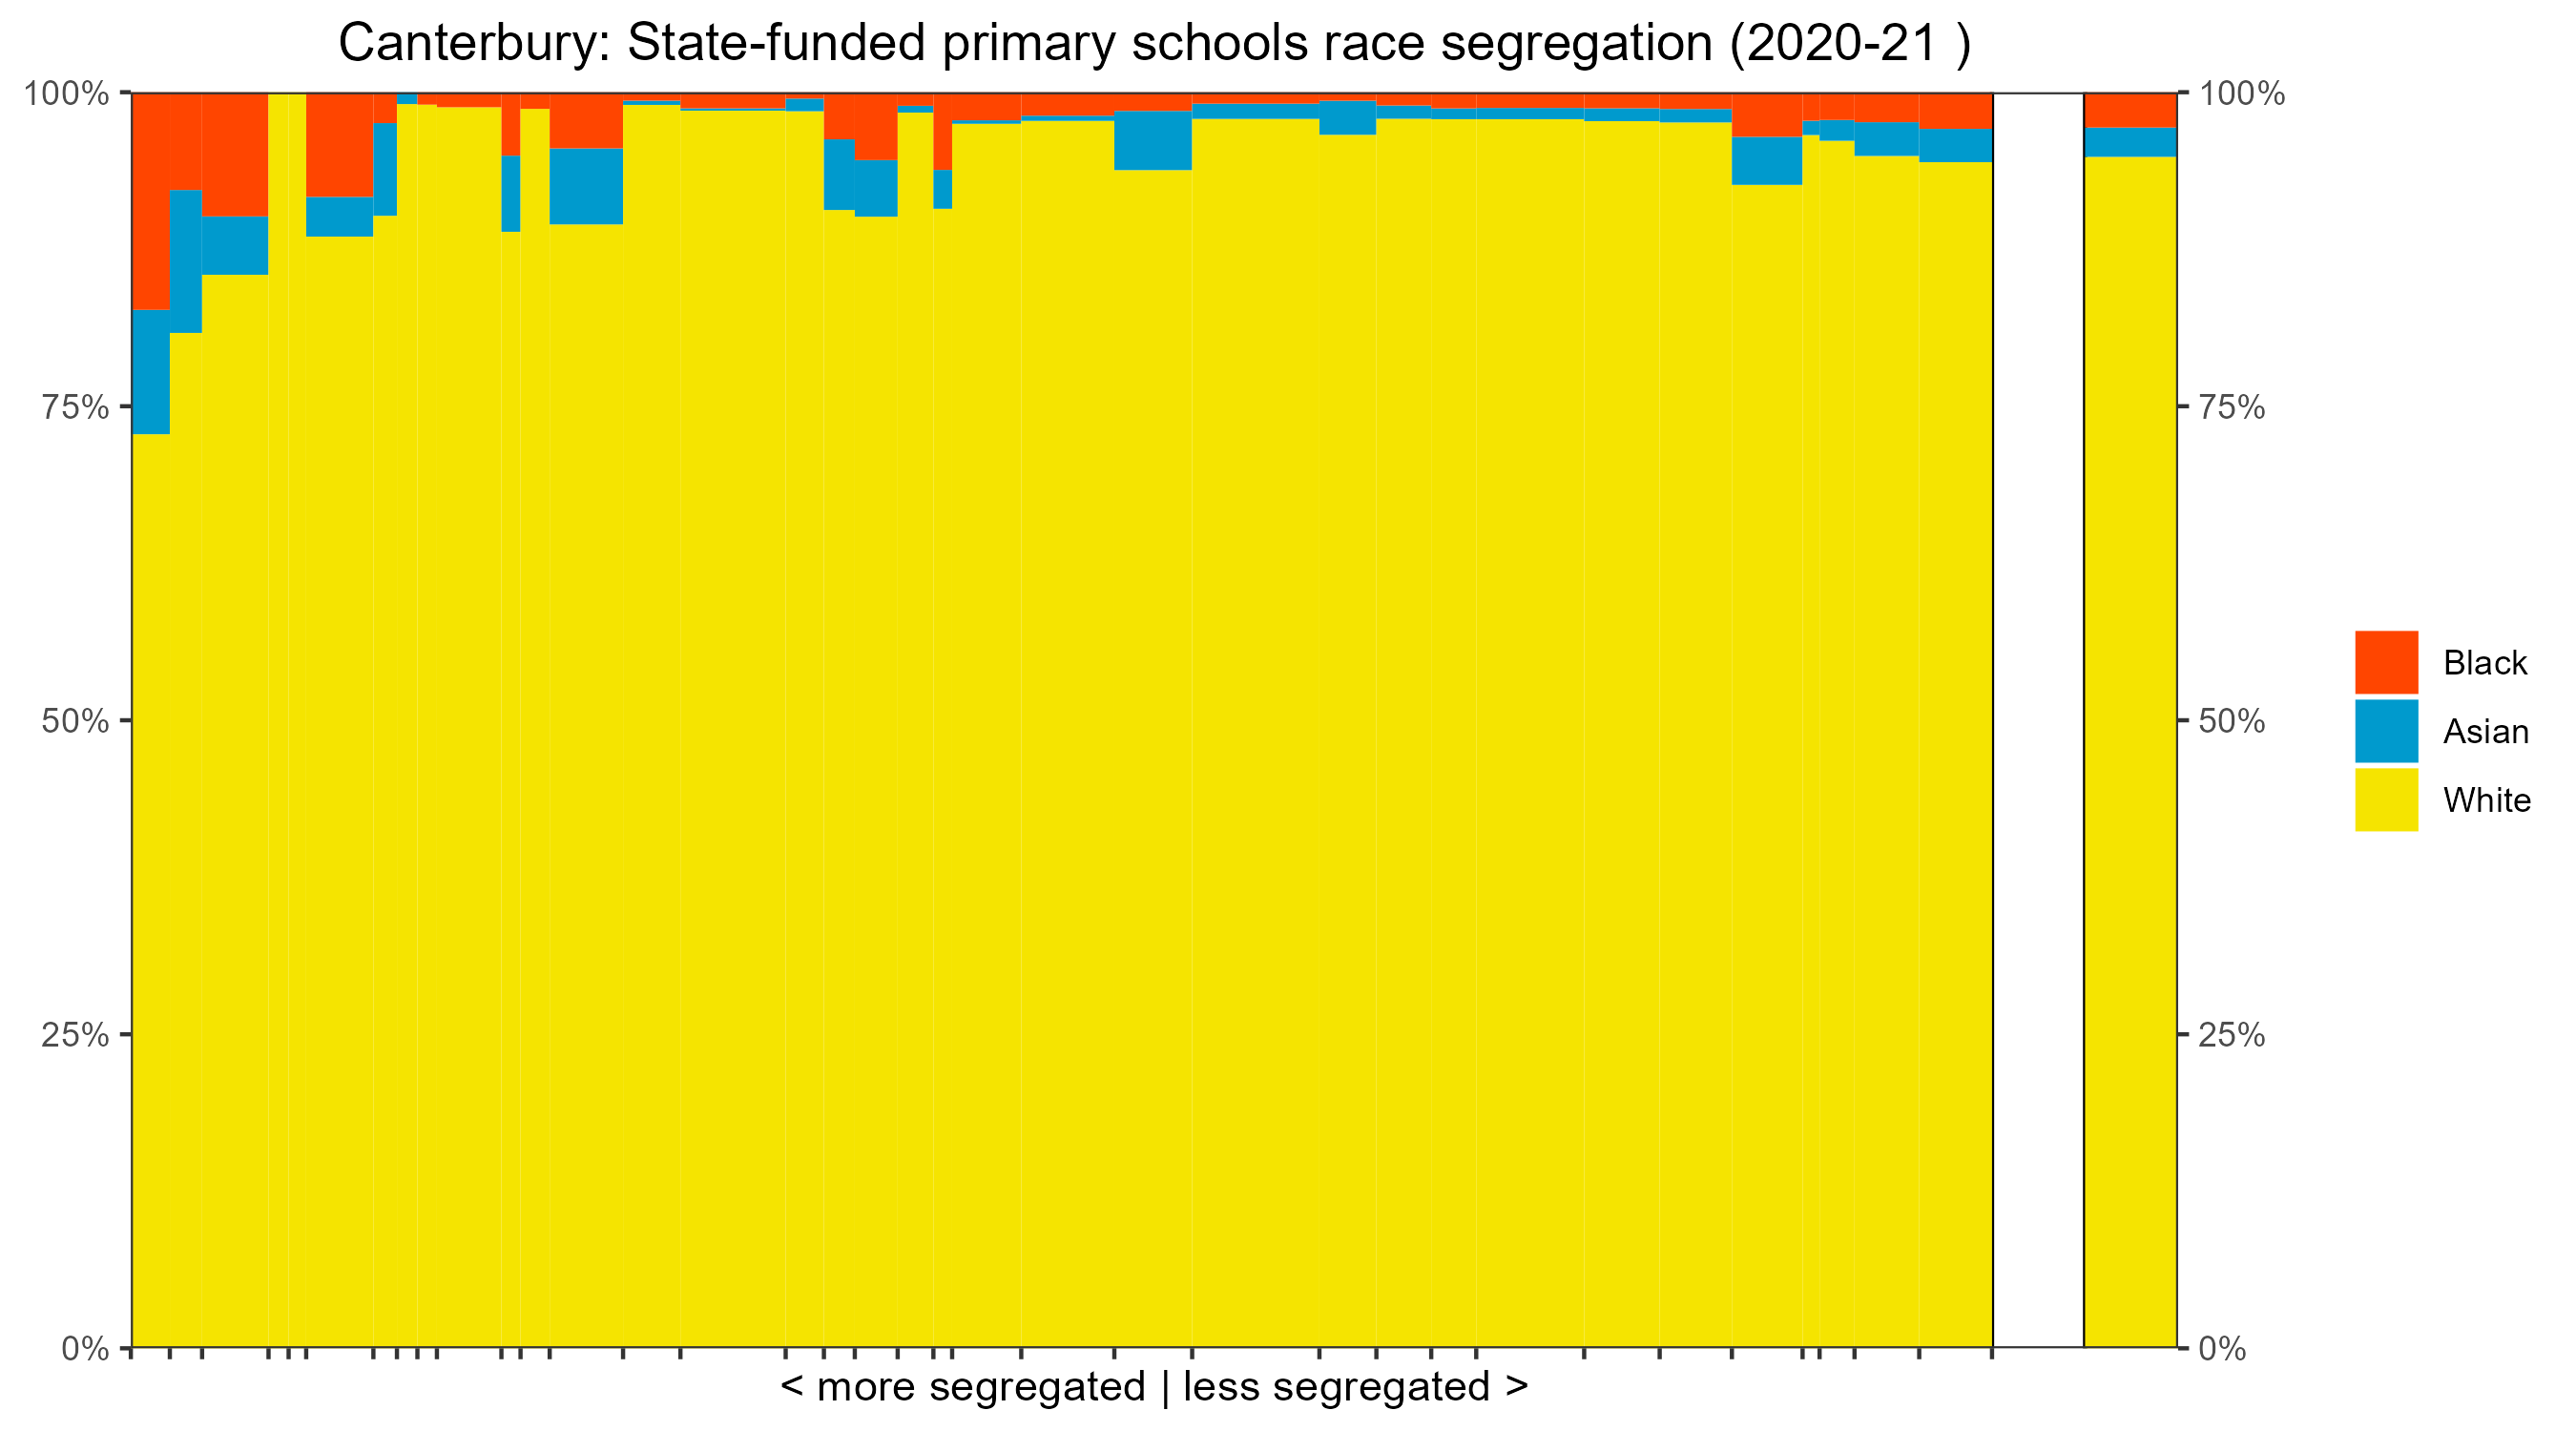 Canterbury: State-funded primary schools race segregation (2020-21 )
100%
75%
50%
25%
0%
100%
75%
50%
25%
0%
Black
Asian
White
< more segregated | less segregated >